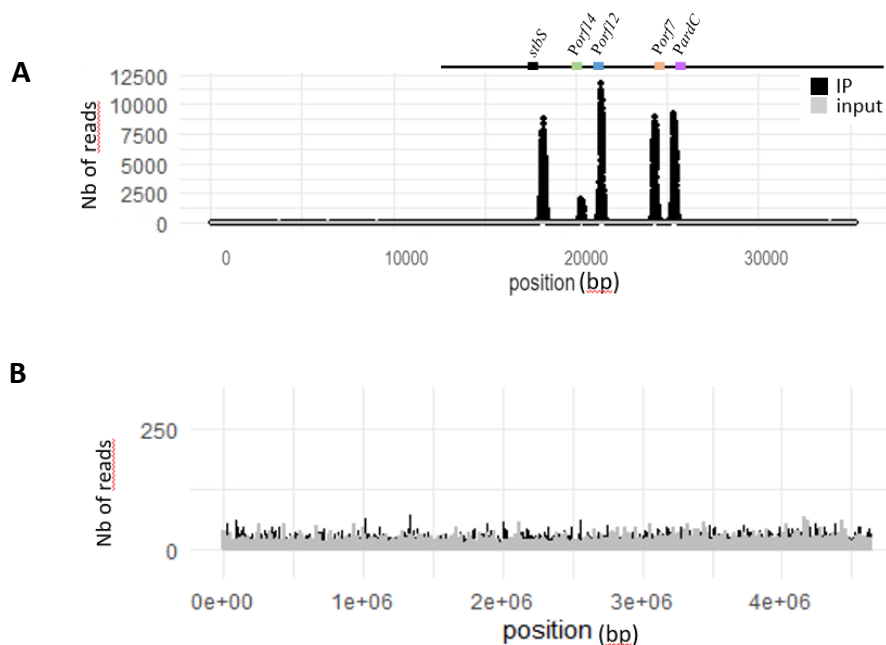 stbS Porf14 Porf12 Porf7 PardC
A
12500
10000
7500
5000
2500
0
Nb of reads
IP
input
0 10000 20000 30000
position (bp)
B
250
0
Nb of reads
0e+00 1e+06 2e+06 3e+06 4e+06
position (bp)